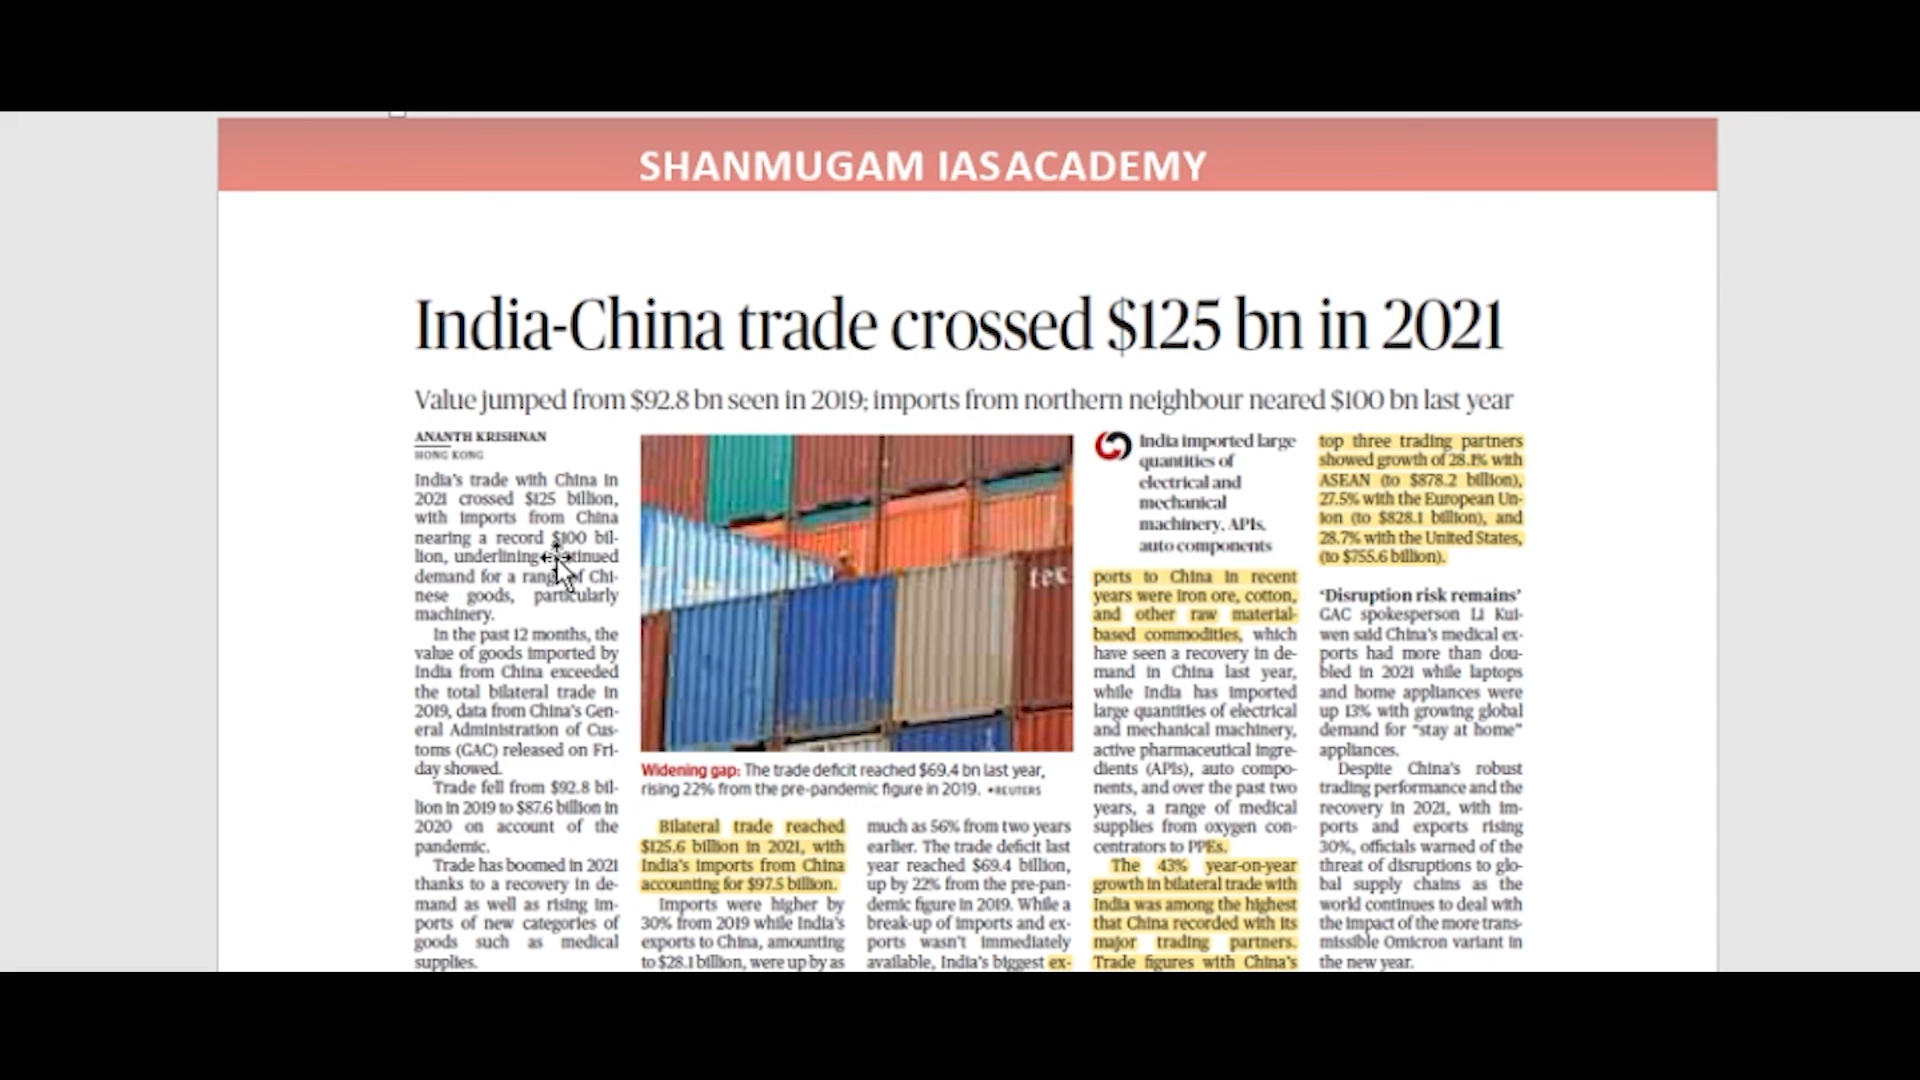 SHANMUGAM IAS ACADEMY
India-China trade crossed $125 bn in 2021
Value jumped from $92.8 bn seen in 2019; imports from northern neighbour neared $100 bn last year
ANANTH KRISHNAN
HONG KONG
India's trade with China in
2021 crossed $125 billion,
with imports from China
nearing a record $100 bil-
lion, underlining continued
demand for a range of Chi-
nese goods, particularly
machinery.
In the past 12 months, the
value of goods imported by
India from China exceeded
the total bilateral trade in
2019, data from China's Gen-
eral Administration of Cus-
toms (GAC) released on Fri-
day showed.
Trade fell from $92.8 bil-
lion in 2019 to $87.6 billion in
2020 on account of the
pandemic.
Trade has boomed in 2021
thanks to a recovery in de-
mand as well as rising im-
ports of new categories of
goods such as medical
supplies.
tex
Widening gap: The trade deficit reached $69.4 bn last year,
rising 22% from the pre-pandemic figure in 2019. •REUTERS
Bilateral trade reached
$125.6 billion in 2021, with
India's imports from China
accounting for $97.5 billion.
Imports were higher by
30% from 2019 while India's
exports to China, amounting
to $28.1 billion, were up by as
much as 56% from two years
earlier. The trade deficit last
year reached $69.4 billion,
up by 22% from the pre-pan-
demic figure in 2019. While a
break-up of imports and ex-
ports wasn't immediately
available, India's biggest ex-
India imported large
quantities of
electrical and
mechanical
machinery, APIs,
auto components
ports to China in recent
years were iron ore, cotton,
and other raw material-
based commodities, which
have seen a recovery in de-
mand in China last year,
while India has imported
large quantities of electrical
and mechanical machinery,
active pharmaceutical ingre-
dients (APIs), auto compo-
nents, and over the past two
years, a range of medical
supplies from oxygen con-
centrators to PPEs.
The 43% year-on-year
growth in bilateral trade with
India was among the highest
that China recorded with its
major trading partners.
Trade figures with China's
top three trading partners
showed growth of 28.1% with
ASEAN (to $878.2 billion),
27.5% with the European Un-
ion (to $828.1 billion), and
28.7% with the United States,
(to $755.6 billion).
'Disruption risk remains'
GAC spokesperson Li Kui-
wen said China's medical ex-
ports had more than dou-
bled in 2021 while laptops
and home appliances were
up 13% with growing global
demand for "stay at home"
appliances.
Despite China's robust
trading performance and the
recovery in 2021, with im-
ports and exports rising
30%, officials warned of the
threat of disruptions to glo-
bal supply chains as the
world continues to deal with
the impact of the more trans-
missible Omicron variant in
the new year.